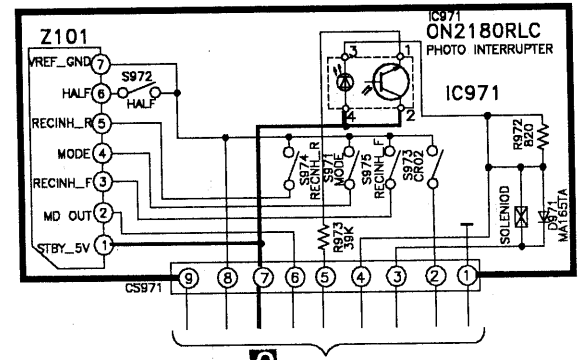 IC971
Z101
ON2180RLC
PHOTO INTERRUPTER
VREF_GND 7
S972
3 1
HALF 6
HALF
IC971
RECINH_R 5
4 2
R972
820
MODE 4
S974
RECNH_R
S971
MODE
S975
RECINH_F
S973
CR02
RECINH_F 3
SOLENIOD
D971
MA165TA
MD OUT 2
R973
39K
STBY_5V 1
CS971
9 8 7 6 5 4 3 2 1